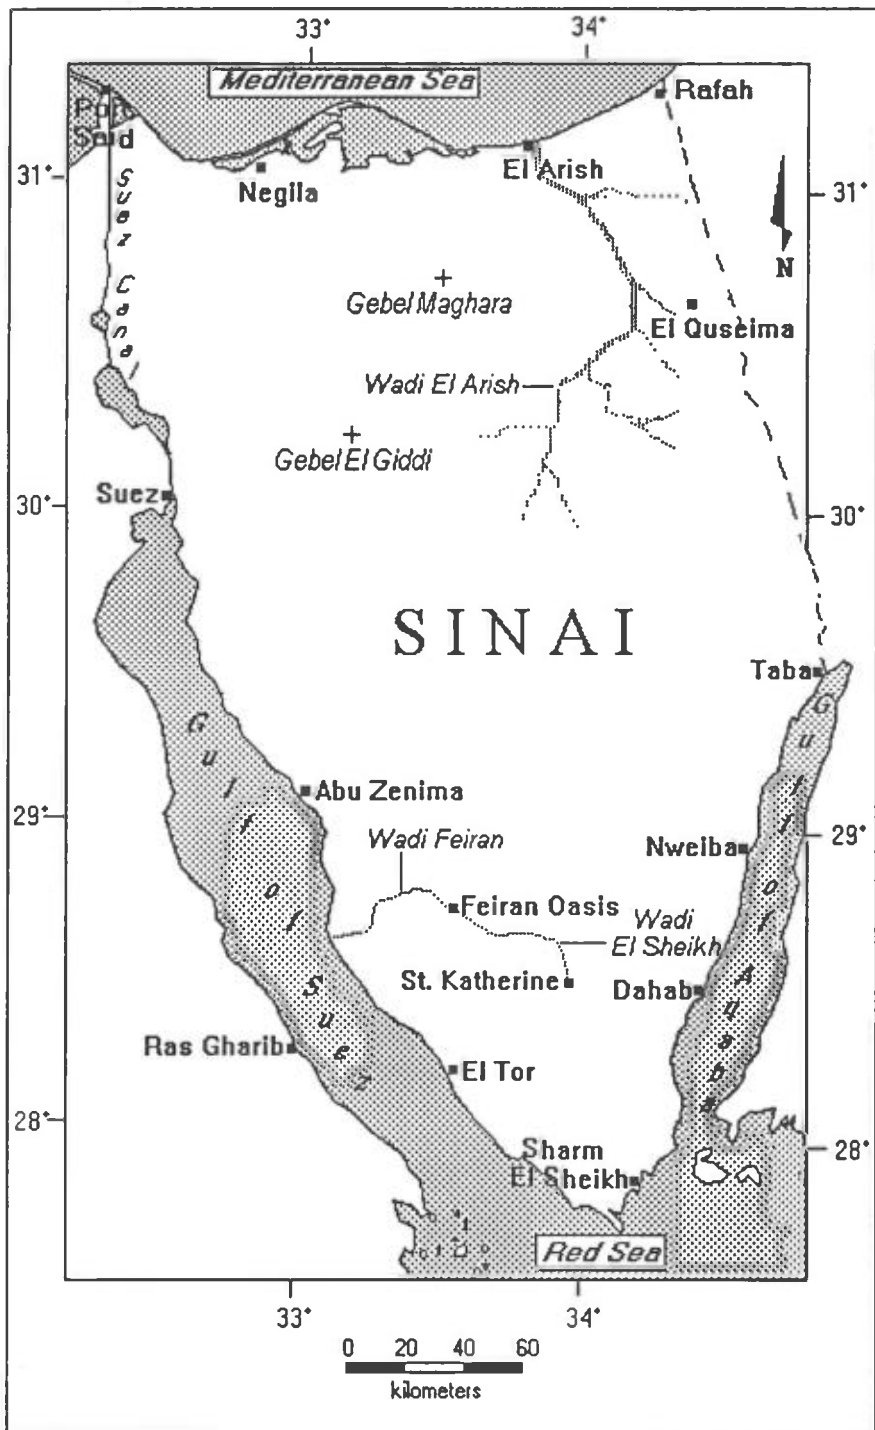 33°
34°
Mediterranean Sea
Rafah
Port
Said
El Arish
31°
31°
Negila
Suez Canal
N
Gebel Maghara
El Quseima
Wadi El Arish
Gebel El Giddi
Suez
30°
30°
SINAI
Taba
Gulf of Suez
Gulf of Aqaba
Abu Zenima
29°
29°
Wadi Feiran
Nweiba
Feiran Oasis
Wadi
El Sheikh
St. Katherine
Dahab
Ras Gharib
El Tor
28°
28°
Sharm
El Sheikh
Red Sea
33°
34°
0 20 40 60
kilometers